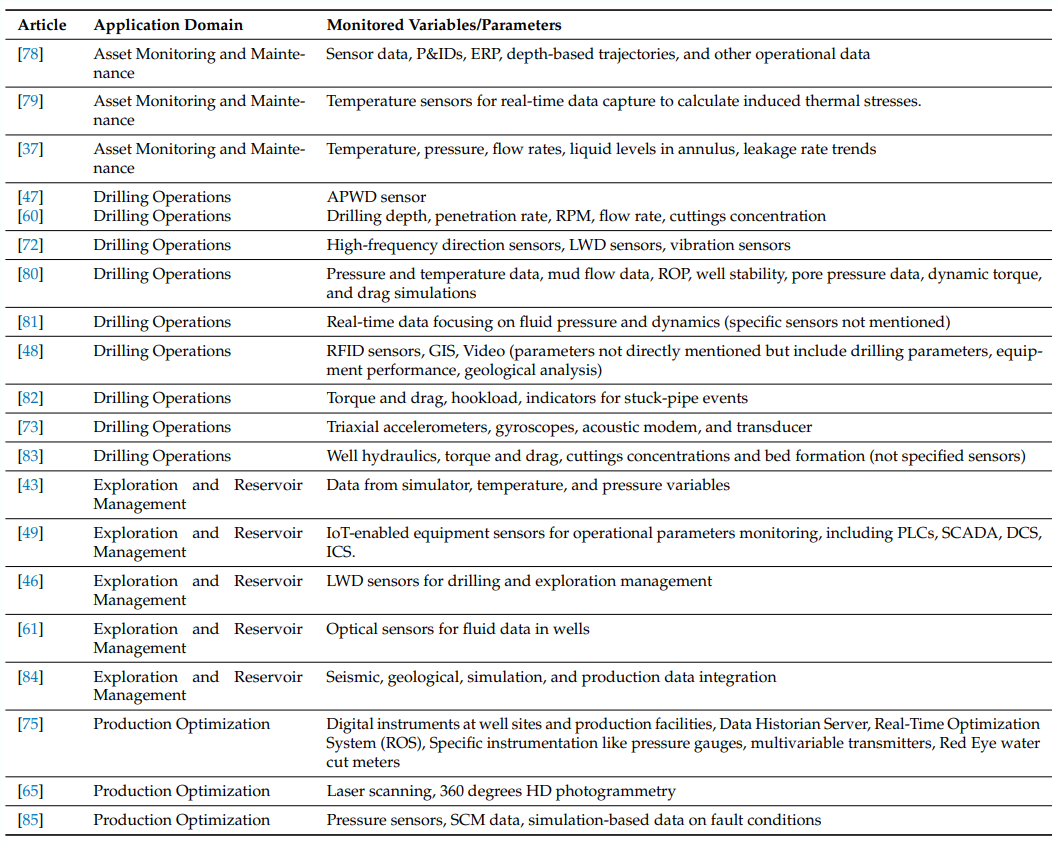 Article Application Domain Monitored Variables/Parameters
[78] Asset Monitoring and Mainte- Sensor data, P&IDs, ERP, depth-based trajectories, and other operational data
nance
[79] Asset Monitoring and Mainte- Temperature sensors for real-time data capture to calculate induced thermal stresses.
nance
[37] Asset Monitoring and Mainte- Temperature, pressure, flow rates, liquid levels in annulus, leakage rate trends
nance
[47] Drilling Operations APWD sensor
[60] Drilling Operations Drilling depth, penetration rate, RPM, flow rate, cuttings concentration
[72] Drilling Operations High-frequency direction sensors, LWD sensors, vibration sensors
[80] Drilling Operations Pressure and temperature data, mud flow data, ROP, well stability, pore pressure data, dynamic torque,
and drag simulations
[81] Drilling Operations Real-time data focusing on fluid pressure and dynamics (specific sensors not mentioned)
[48] Drilling Operations RFID sensors, GIS, Video (parameters not directly mentioned but include drilling parameters, equip-
ment performance, geological analysis)
[82] Drilling Operations Torque and drag, hookload, indicators for stuck-pipe events
[73] Drilling Operations Triaxial accelerometers, gyroscopes, acoustic modem, and transducer
[83] Drilling Operations Well hydraulics, torque and drag, cuttings concentrations and bed formation (not specified sensors)
[43] Exploration and Reservoir Data from simulator, temperature, and pressure variables
Management
[49] Exploration and Reservoir IoT-enabled equipment sensors for operational parameters monitoring, including PLCs, SCADA, DCS,
Management ICS.
[46] Exploration and Reservoir LWD sensors for drilling and exploration management
Management
[61] Exploration and Reservoir Optical sensors for fluid data in wells
Management
[84] Exploration and Reservoir Seismic, geological, simulation, and production data integration
Management
[75] Production Optimization Digital instruments at well sites and production facilities, Data Historian Server, Real-Time Optimization
System (ROS), Specific instrumentation like pressure gauges, multivariable transmitters, Red Eye water
cut meters
[65] Production Optimization Laser scanning, 360 degrees HD photogrammetry
[85] Production Optimization Pressure sensors, SCM data, simulation-based data on fault conditions